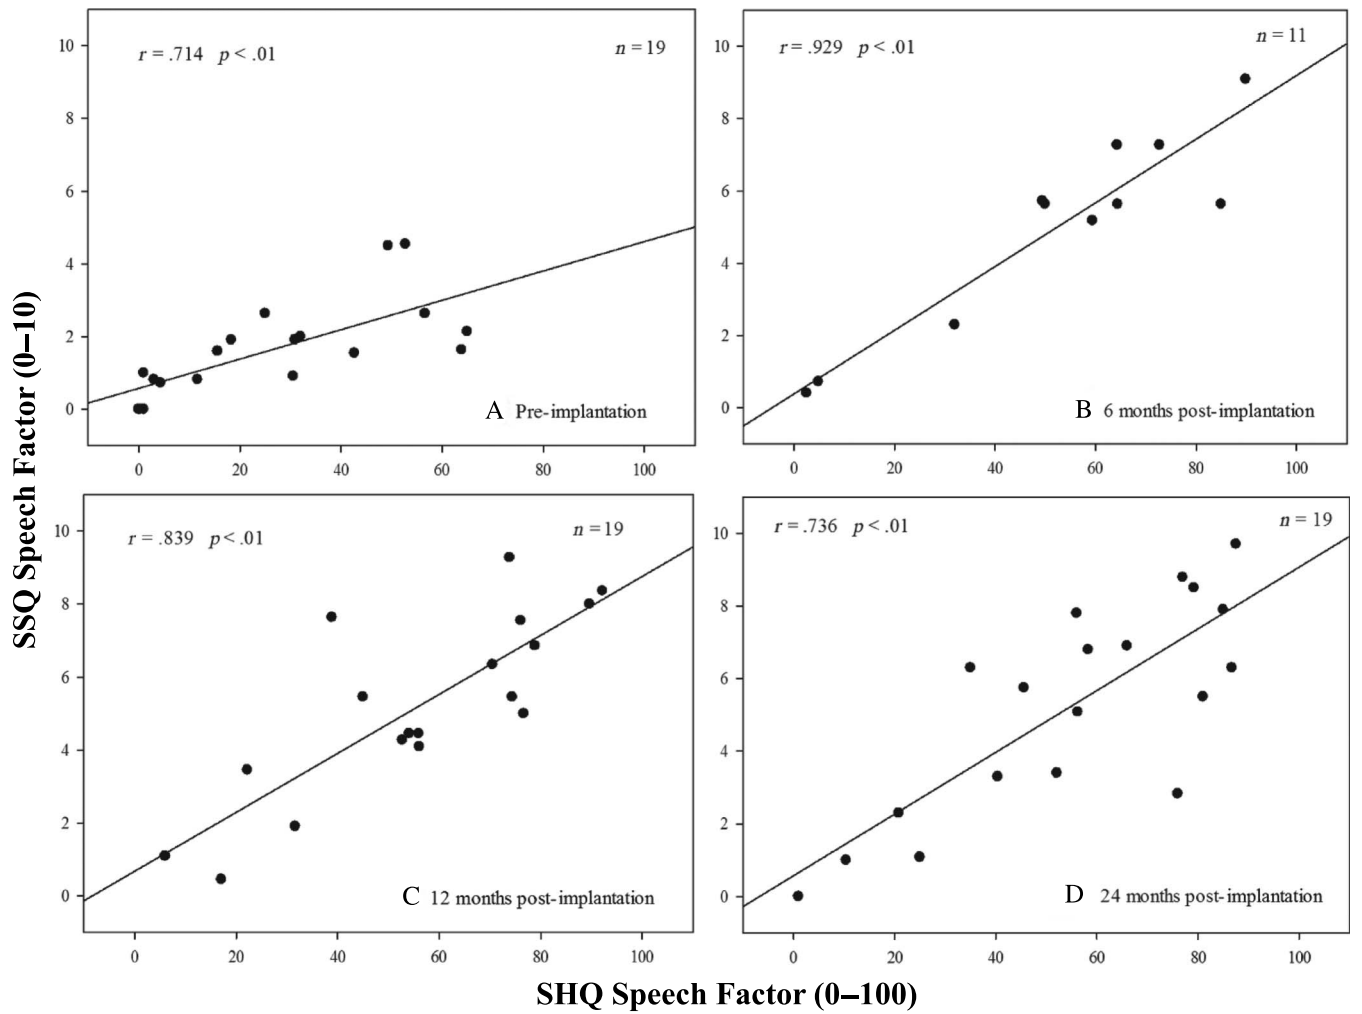 SSQ Speech Factor (0–10)
r = .714 p < .01
n = 19
10
8
6
4
2
0
A Pre-implantation
0 20 40 60 80 100
r = .929 p < .01
n = 11
10
8
6
4
2
0
B 6 months post-implantation
0 20 40 60 80 100
r = .839 p < .01
n = 19
10
8
6
4
2
0
C 12 months post-implantation
0 20 40 60 80 100
r = .736 p < .01
n = 19
10
8
6
4
2
0
D 24 months post-implantation
0 20 40 60 80 100
SHQ Speech Factor (0–100)